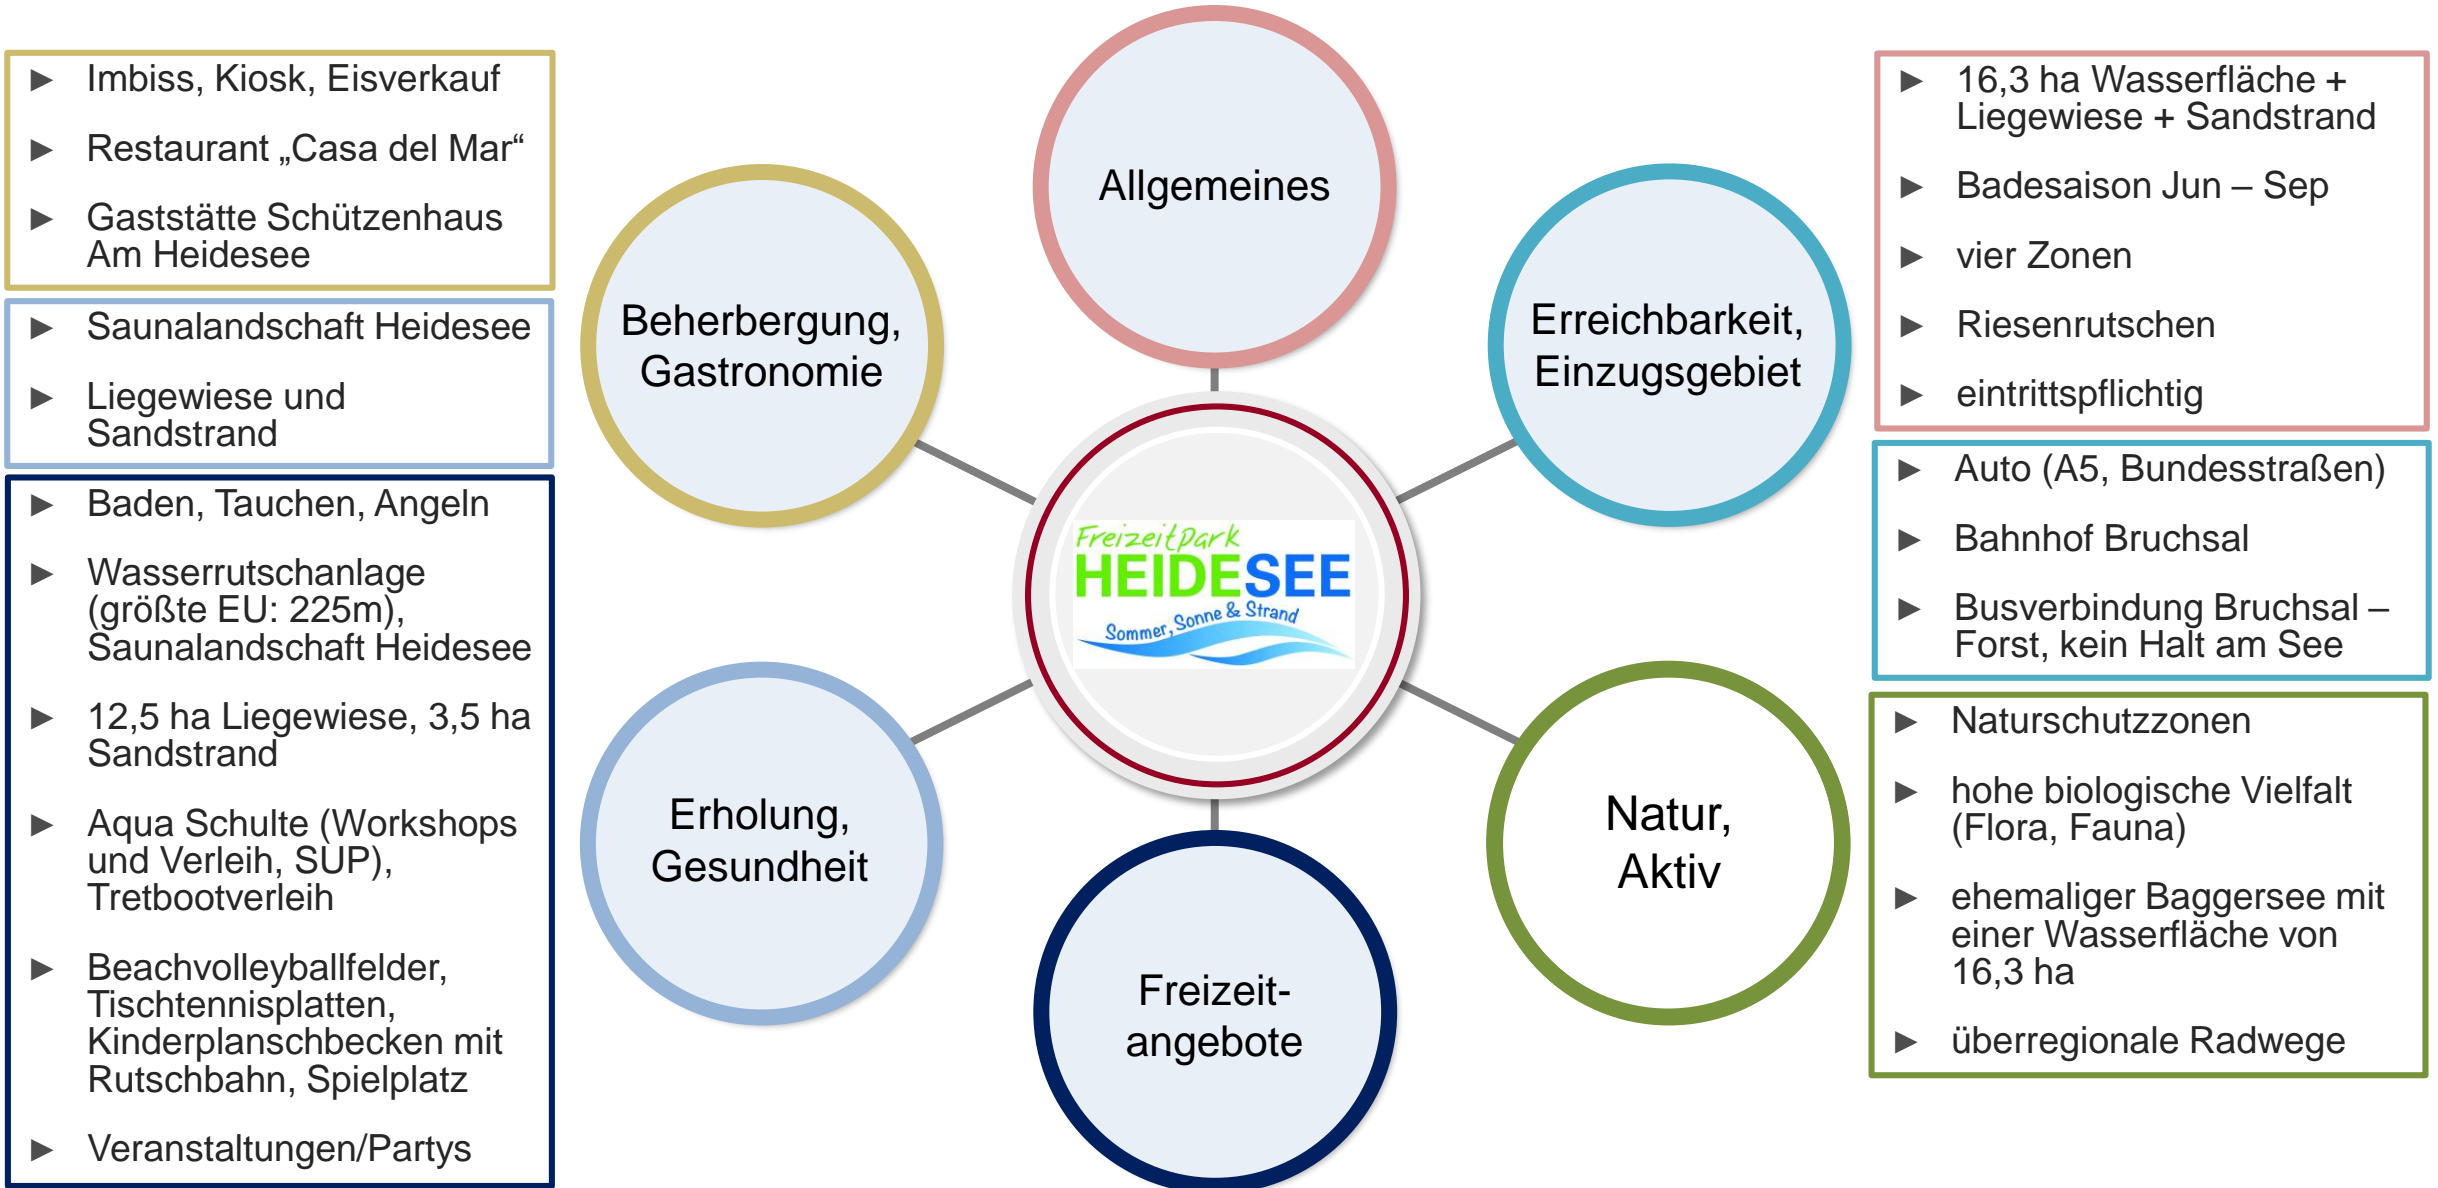 ► Imbiss, Kiosk, Eisverkauf
► Restaurant „Casa del Mar“
► Gaststätte Schützenhaus
Am Heidesee
► Saunalandschaft Heidesee
► Liegewiese und
Sandstrand
► Baden, Tauchen, Angeln
► Wasserrutschanlage
(größte EU: 225m),
Saunalandschaft Heidesee
► 12,5 ha Liegewiese, 3,5 ha
Sandstrand
► Aqua Schulte (Workshops
und Verleih, SUP),
Tretbootverleih
► Beachvolleyballfelder,
Tischtennisplatten,
Kinderplanschbecken mit
Rutschbahn, Spielplatz
► Veranstaltungen/Partys
Allgemeines
Beherbergung,
Gastronomie
Erreichbarkeit,
Einzugsgebiet
FreizeitPark
HEIDESEE
Sommer, Sonne & Strand
Erholung,
Gesundheit
Natur,
Aktiv
Freizeit-
angebote
► 16,3 ha Wasserfläche +
Liegewiese + Sandstrand
► Badesaison Jun – Sep
► vier Zonen
► Riesenrutschen
► eintrittspflichtig
► Auto (A5, Bundesstraßen)
► Bahnhof Bruchsal
► Busverbindung Bruchsal –
Forst, kein Halt am See
► Naturschutzzonen
► hohe biologische Vielfalt
(Flora, Fauna)
► ehemaliger Baggersee mit
einer Wasserfläche von
16,3 ha
► überregionale Radwege